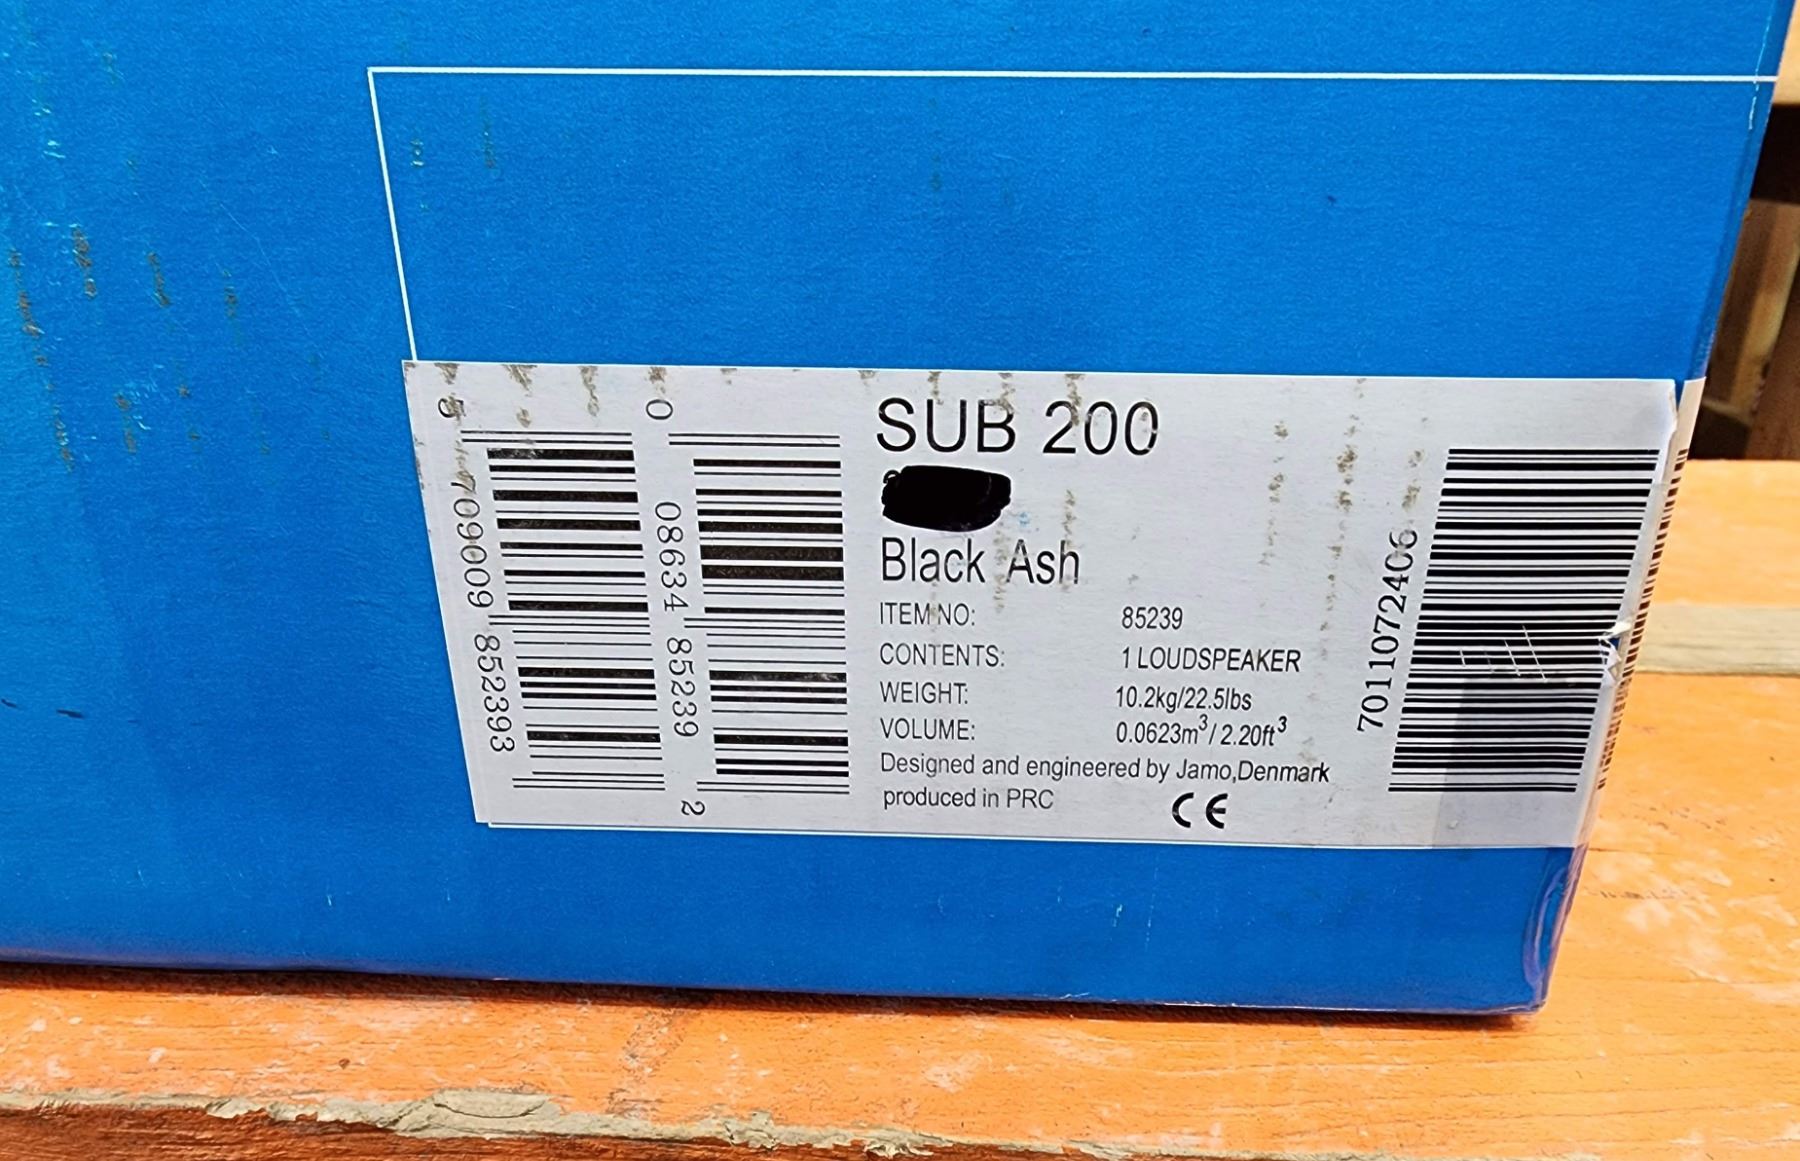 SUB 200
Black Ash
ITEM NO: 85239
CONTENTS: 1 LOUDSPEAKER
WEIGHT: 10.2kg/22.5lbs
VOLUME: 0.0623m³/2.20ft³
Designed and engineered by Jamo,Denmark
produced in PRC CE
5 709009 852393
0 08634 85239 2
7011072406